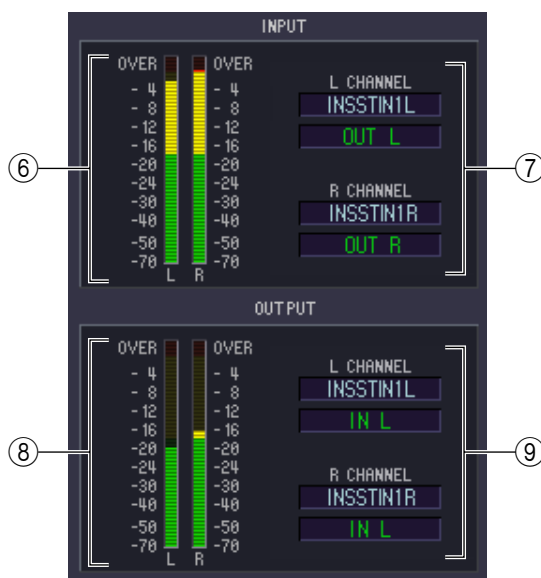 INPUT
OVER OVER
- 4 - 4
- 8 - 8
-12 -12
-16 -16
-20 -20
-24 -24
-30 -30
-40 -40
-50 -50
-70 -70
L R
L CHANNEL
INSSTIN1L
OUT L
R CHANNEL
INSSTIN1R
OUT R
6
7
OUTPUT
OVER OVER
- 4 - 4
- 8 - 8
-12 -12
-16 -16
-20 -20
-24 -24
-30 -30
-40 -40
-50 -50
-70 -70
L R
L CHANNEL
INSSTIN1L
IN L
R CHANNEL
INSSTIN1R
IN L
8
9